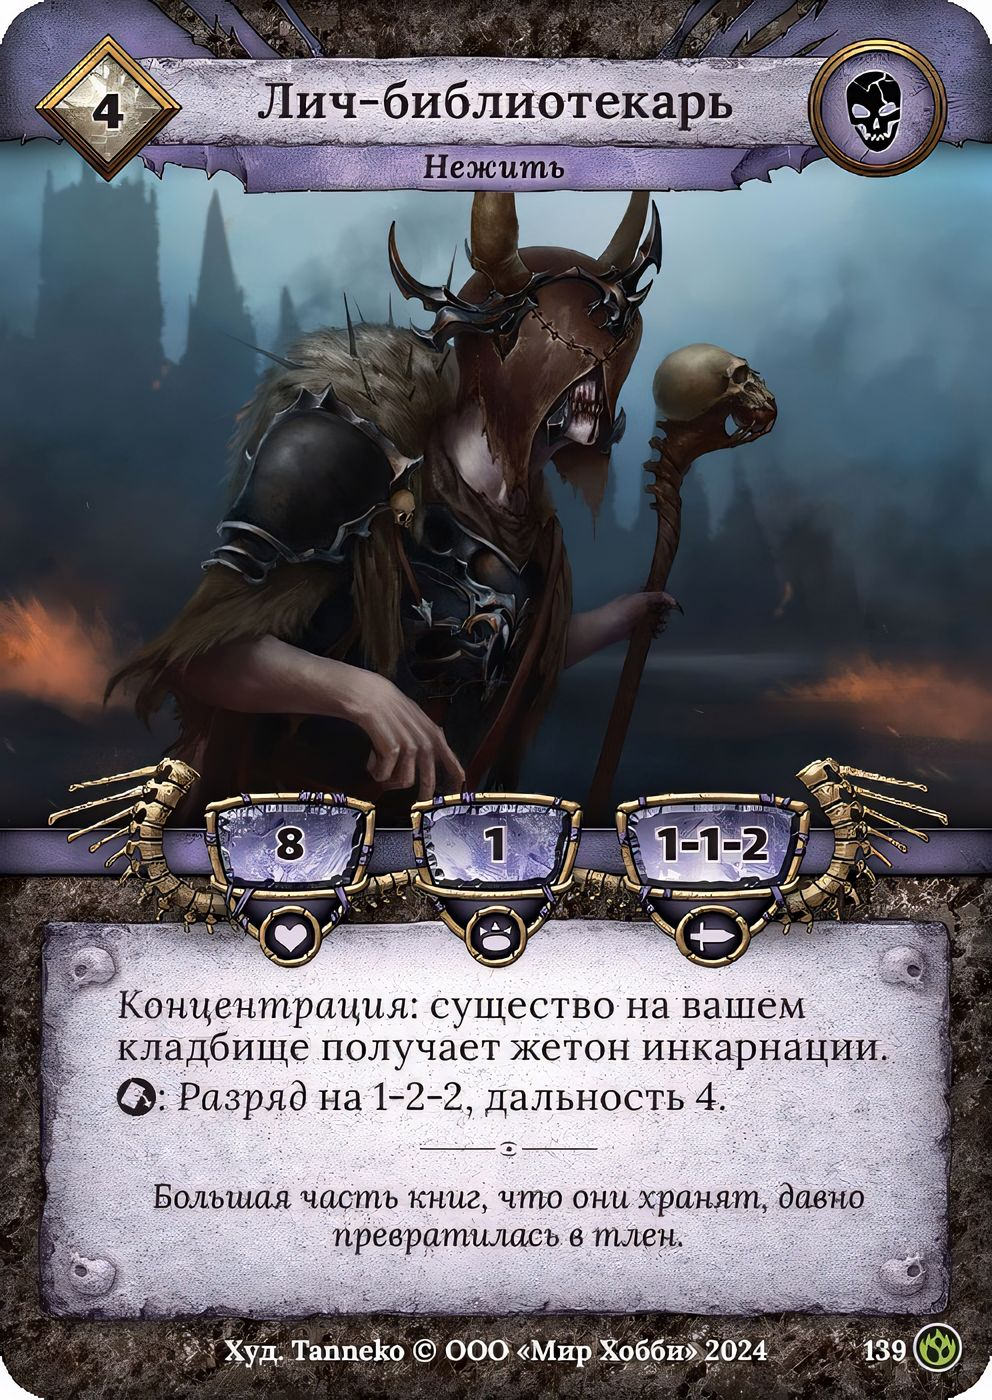 4
Лич-библиотекарь
Нежить
8
1
1-1-2
Концентрация: существо на вашем
кладбище получает жетон инкарнации.
: Разряд на 1-2-2, дальность 4.
Большая часть книг, что они хранят, давно
превратилась в тлен.
Худ. Tanneko © ООО «Мир Хобби» 2024
139